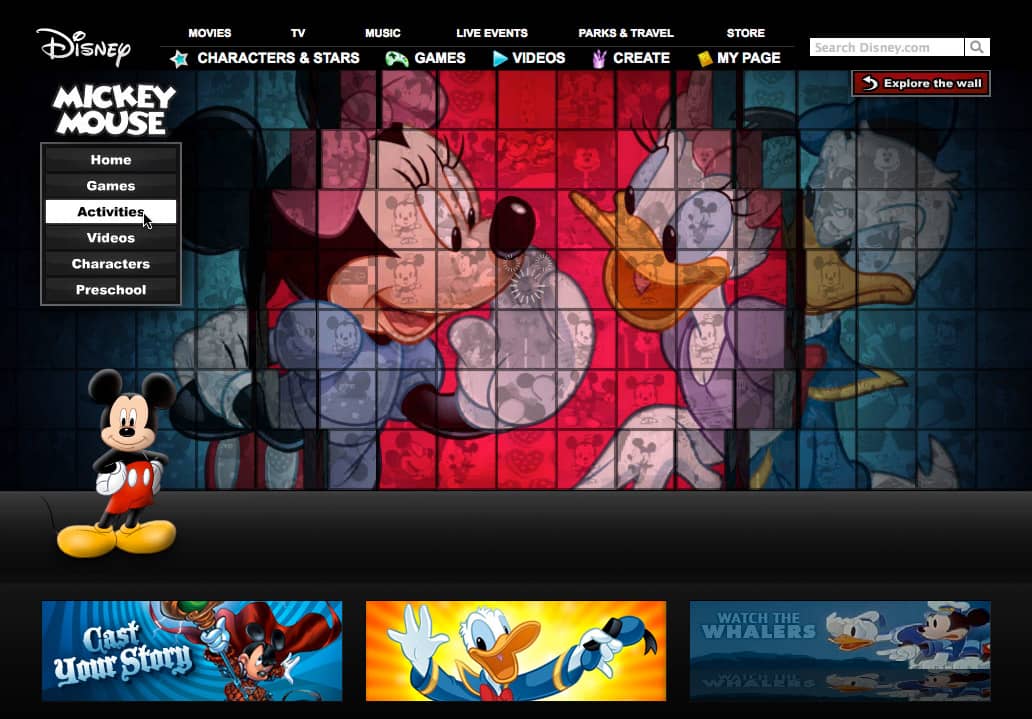 Disney
MOVIES TV MUSIC LIVE EVENTS PARKS & TRAVEL STORE
CHARACTERS & STARS GAMES VIDEOS CREATE MY PAGE
Search Disney.com
Explore the wall
MICKEY
MOUSE
Home
Games
Activities
Videos
Characters
Preschool
Cast
Your Story
WATCH THE
WHALERS